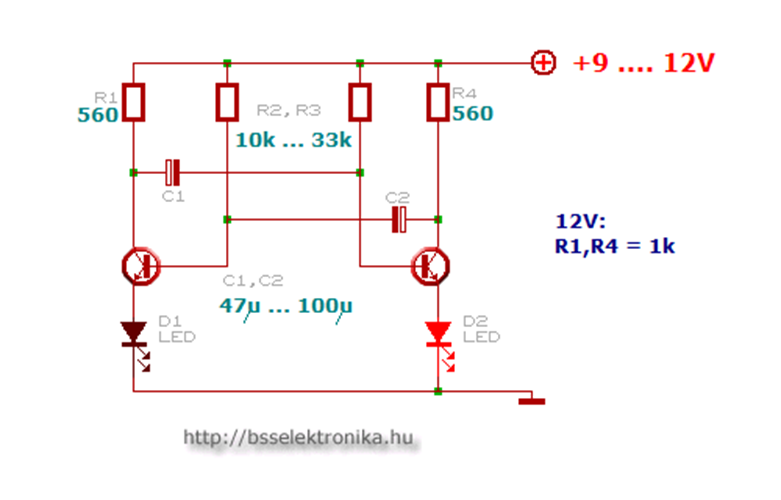 +9 .... 12V
R1
560
R2,R3
10k ... 33k
R4
560
C1
C2
12V:
R1,R4 = 1k
C1,C2
47µ ... 100µ
D1
LED
D2
LED
http://bsselektronika.hu